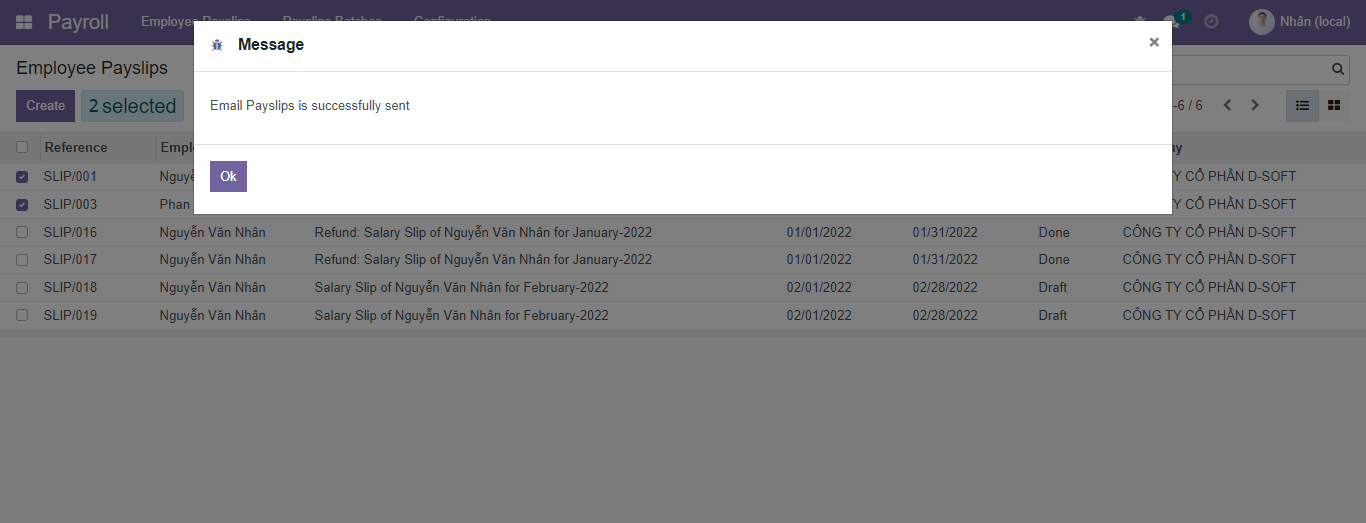 Payroll Employee Payslips Payslips Batches Configuration 1 Nhân (local)
Message ×
Employee Payslips
Create 2 selected -6 / 6
Email Payslips is successfully sent
Reference
SLIP/001 TY CỔ PHẦN D-SOFT
Ok
SLIP/003 Phan TY CỔ PHẦN D-SOFT
SLIP/016 Nguyễn Văn Nhân Refund: Salary Slip of Nguyễn Văn Nhân for January-2022 01/01/2022 01/31/2022 Done CÔNG TY CỔ PHẦN D-SOFT
SLIP/017 Nguyễn Văn Nhân Refund: Salary Slip of Nguyễn Văn Nhân for January-2022 01/01/2022 01/31/2022 Done CÔNG TY CỔ PHẦN D-SOFT
SLIP/018 Nguyễn Văn Nhân Salary Slip of Nguyễn Văn Nhân for February-2022 02/01/2022 02/28/2022 Draft CÔNG TY CỔ PHẦN D-SOFT
SLIP/019 Nguyễn Văn Nhân Salary Slip of Nguyễn Văn Nhân for February-2022 02/01/2022 02/28/2022 Draft CÔNG TY CỔ PHẦN D-SOFT